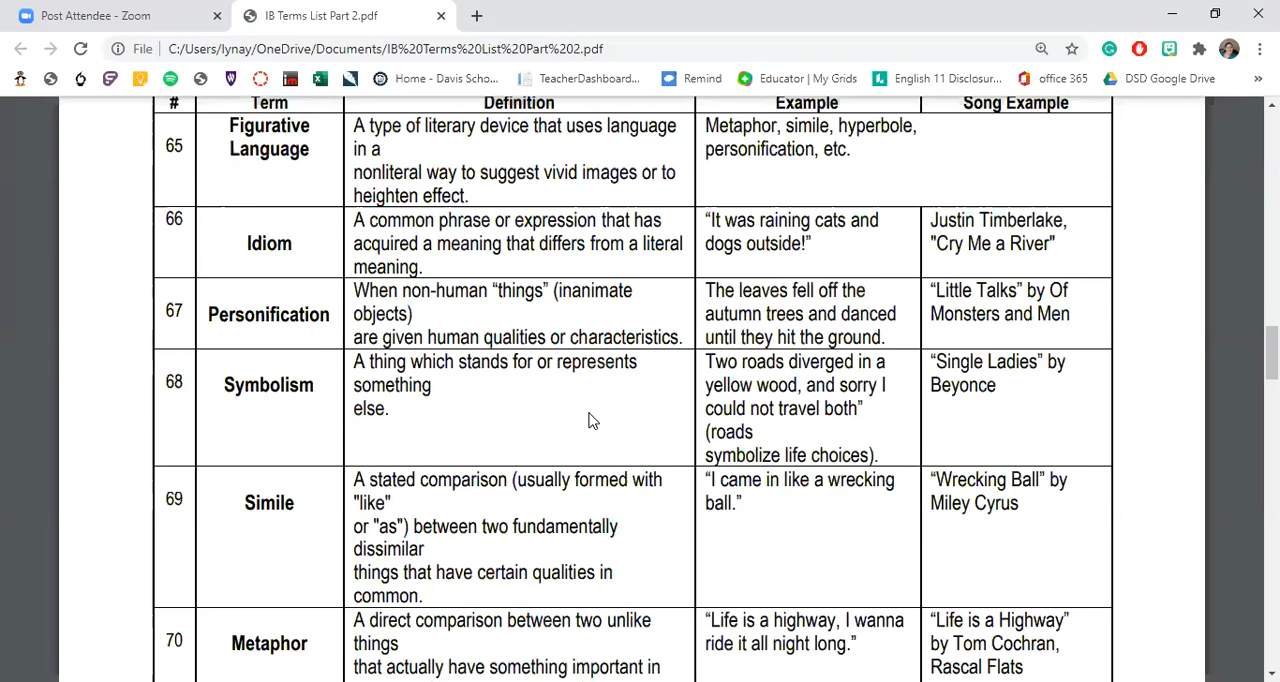 Post Attendee - Zoom
IB Terms List Part 2.pdf
File
C:/Users/lynay/OneDrive/Documents/IB%20Terms%20List%20Part%202.pdf
Home - Davis Scho...
TeacherDashboard...
Remind
Educator | My Grids
English 11 Disclosur...
office 365
DSD Google Drive
»
# Term Definition Example Song Example
65
Figurative
Language
A type of literary device that uses language
in a
nonliteral way to suggest vivid images or to
heighten effect.
Metaphor, simile, hyperbole,
personification, etc.
66
Idiom
A common phrase or expression that has
acquired a meaning that differs from a literal
meaning.
“It was raining cats and
dogs outside!”
Justin Timberlake,
"Cry Me a River"
67
Personification
When non-human “things” (inanimate
objects)
are given human qualities or characteristics.
The leaves fell off the
autumn trees and danced
until they hit the ground.
“Little Talks” by Of
Monsters and Men
68
Symbolism
A thing which stands for or represents
something
else.
Two roads diverged in a
yellow wood, and sorry I
could not travel both”
(roads
symbolize life choices).
“Single Ladies” by
Beyonce
69
Simile
A stated comparison (usually formed with
"like"
or "as") between two fundamentally
dissimilar
things that have certain qualities in
common.
“I came in like a wrecking
ball.”
“Wrecking Ball” by
Miley Cyrus
70
Metaphor
A direct comparison between two unlike
things
that actually have something important in
“Life is a highway, I wanna
ride it all night long.”
“Life is a Highway”
by Tom Cochran,
Rascal Flats